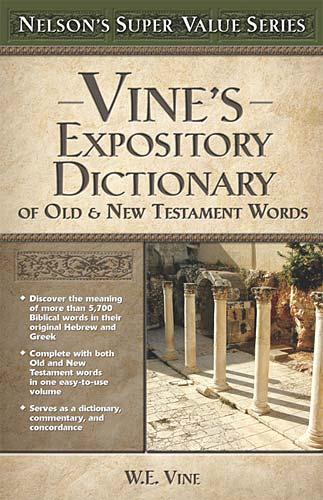 NELSON'S SUPER VALUE SERIES
VINE'S
EXPOSITORY
DICTIONARY
OF OLD & NEW TESTAMENT WORDS
Discover the meaning
of more than 5,700
Biblical words in their
original Hebrew and
Greek
Complete with both
Old and New
Testament words
in one easy-to-use
volume
Serves as a dictionary,
commentary, and
concordance
W.E. VINE